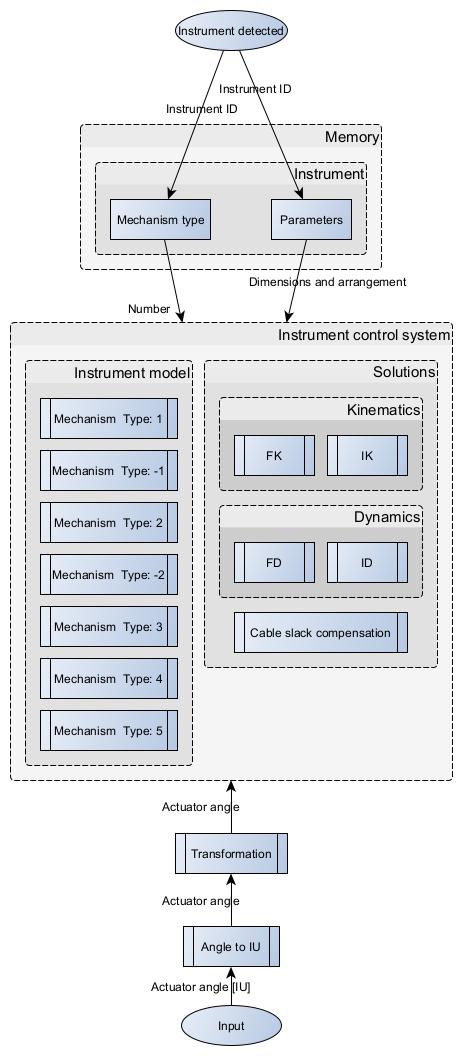 Instrument detected
Instrument ID
Instrument ID
Memory
Instrument
Mechanism type
Parameters
Dimensions and arrangement
Number
Instrument control system
Instrument model
Solutions
Mechanism Type: 1
Mechanism Type: -1
Mechanism Type: 2
Mechanism Type: -2
Mechanism Type: 3
Mechanism Type: 4
Mechanism Type: 5
Kinematics
FK
IK
Dynamics
FD
ID
Cable slack compensation
Actuator angle
Transformation
Actuator angle
Angle to IU
Actuator angle [IU]
Input